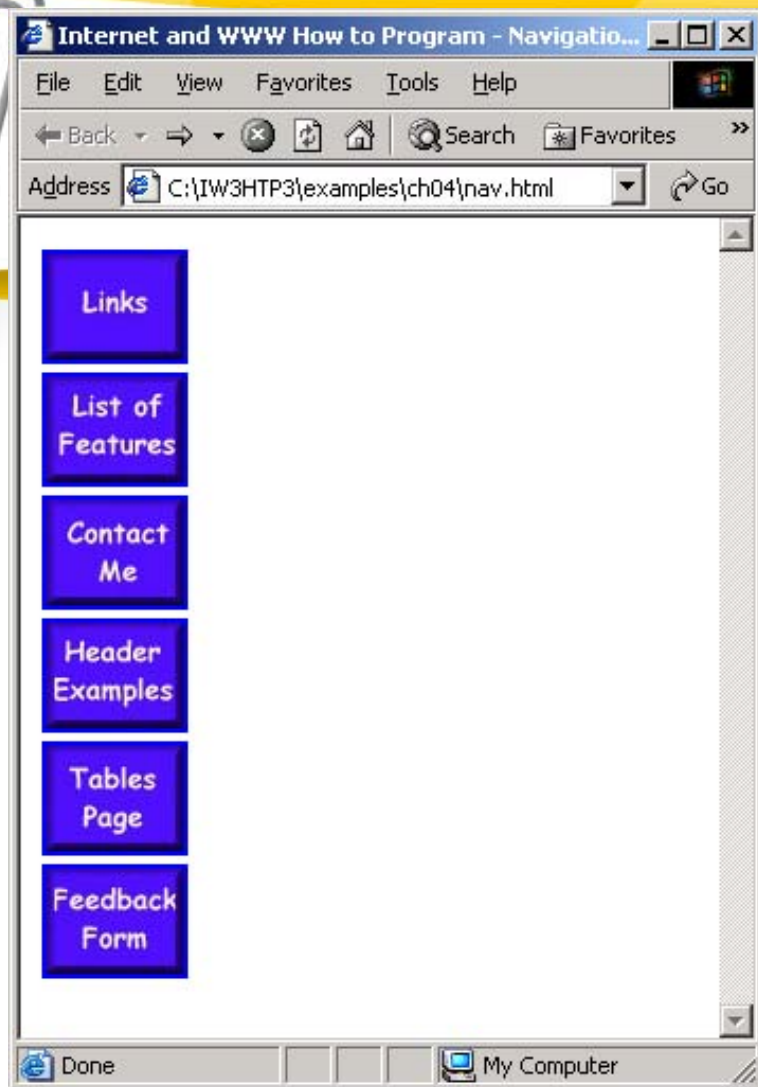 Internet and WWW How to Program - Navigatio...
File Edit View Favorites Tools Help
Back Search Favorites »
Address C:\IW3HTP3\examples\ch04\nav.html Go
Links
List of
Features
Contact
Me
Header
Examples
Tables
Page
Feedback
Form
Done My Computer